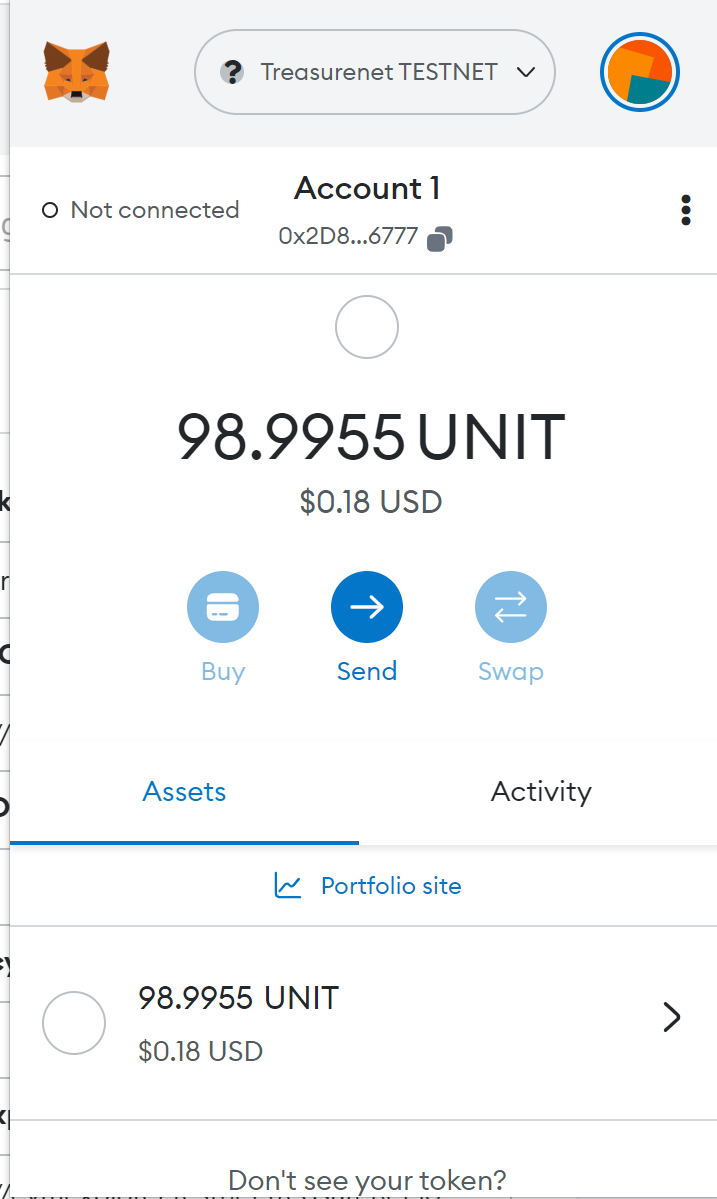 Treasurenet TESTNET
Not connected
Account 1
0x2D8...6777
98.9955 UNIT
$0.18 USD
Buy
Send
Swap
Assets
Activity
Portfolio site
98.9955 UNIT
$0.18 USD
Don't see your token?